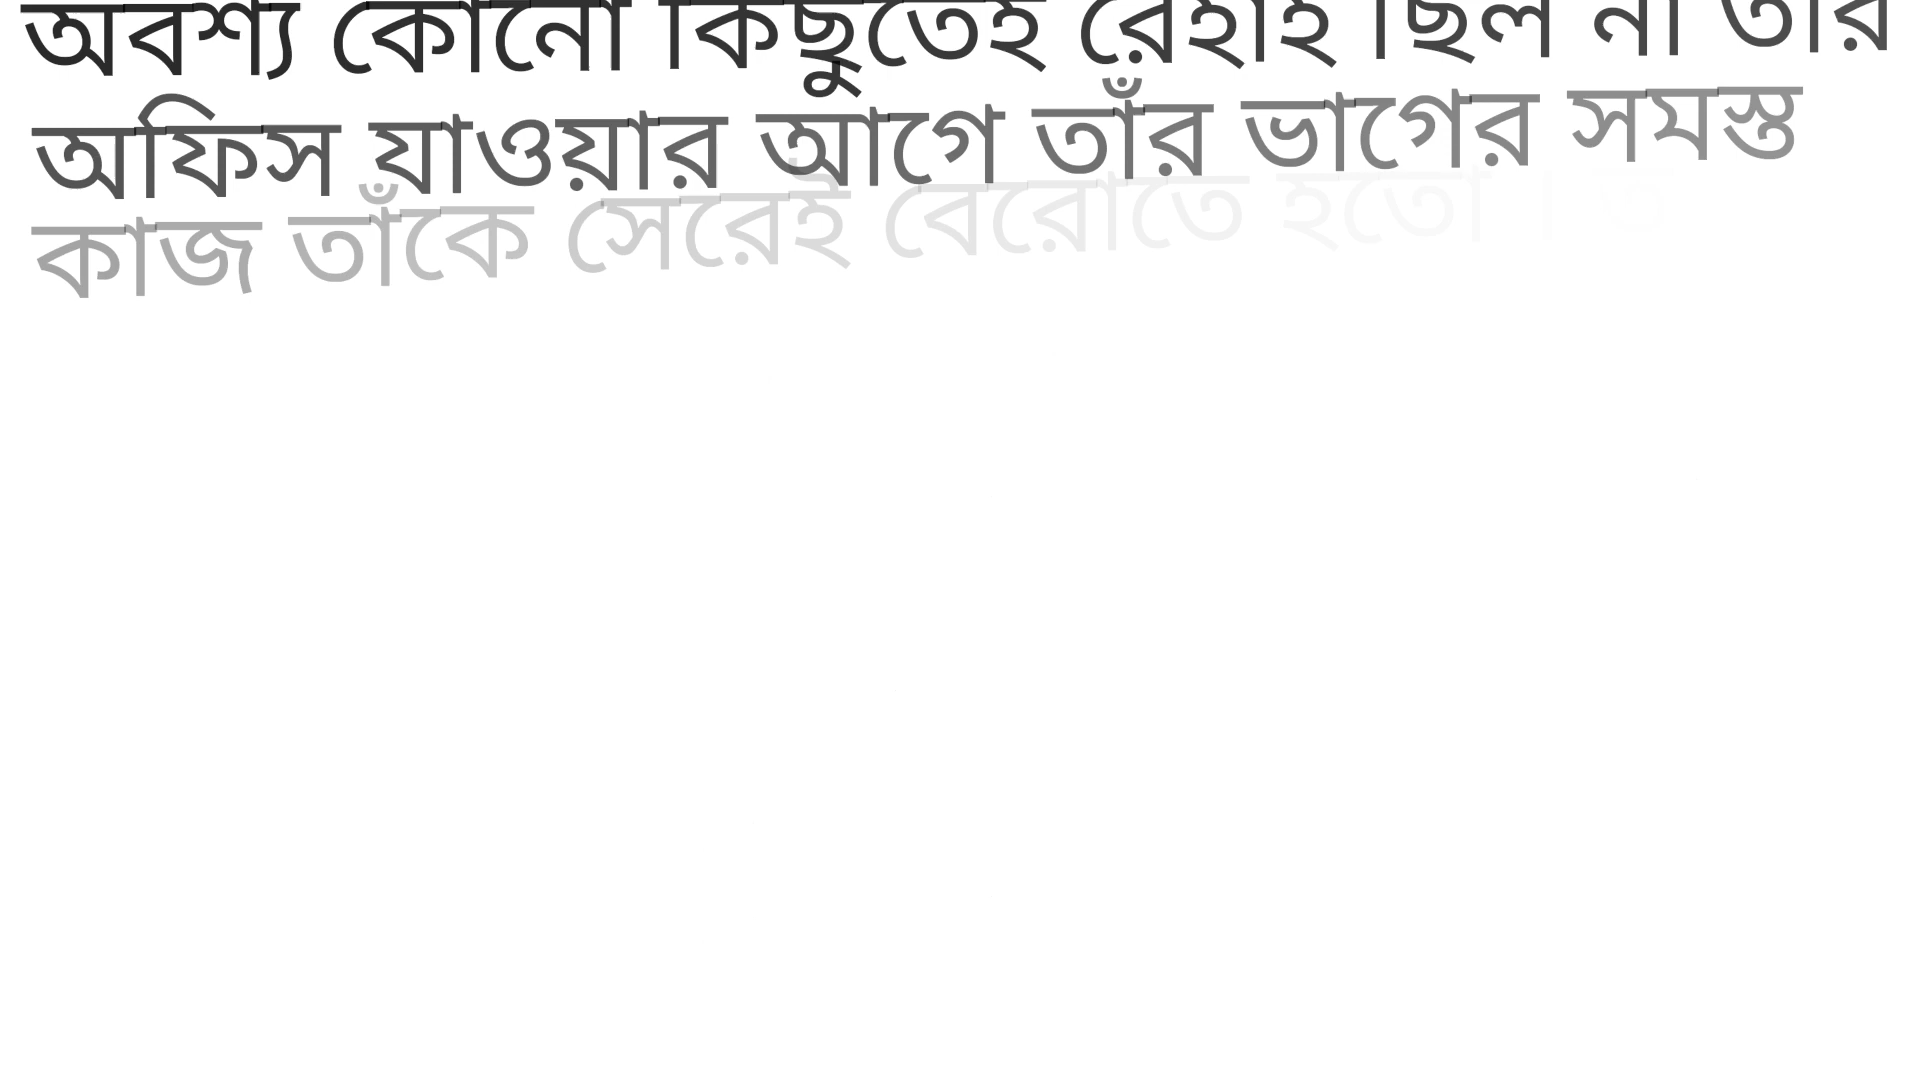 অবশ্য কোনো কিছুতেই রেহাই ছিল না তার
অফিস যাওয়ার আগে তাঁর ভাগের সমস্ত
কাজ তাঁকে সেরেই বেরোতে হতো ।